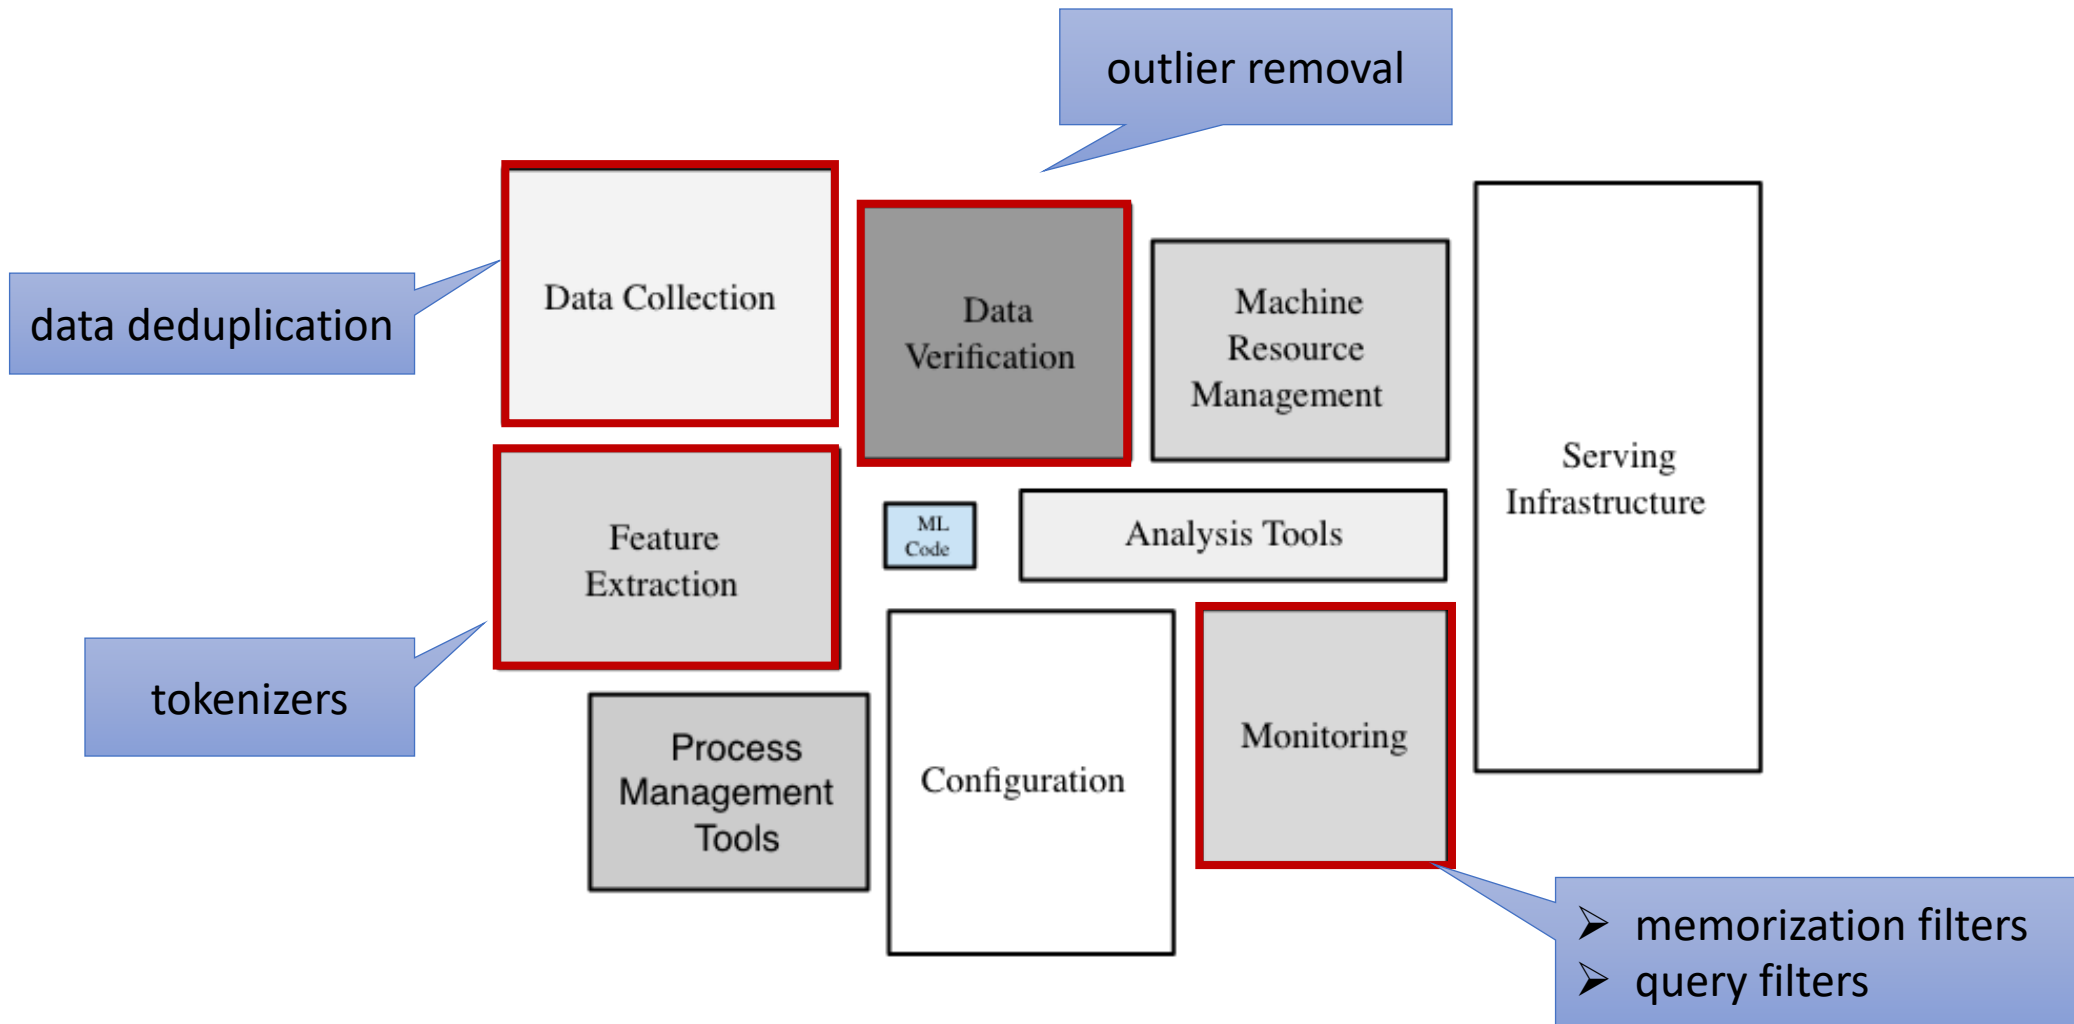 outlier removal
data deduplication
Data Collection
Data
Verification
Machine
Resource
Management
Serving
Infrastructure
Feature
Extraction
ML
Code
Analysis Tools
tokenizers
Process
Management
Tools
Configuration
Monitoring
➢ memorization filters
➢ query filters